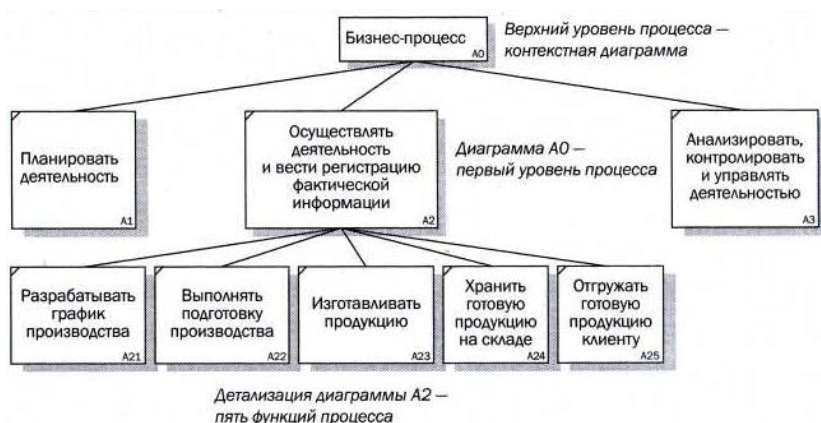 Бизнес-процесс
A0
Верхний уровень процесса —
контекстная диаграмма
Планировать
деятельность
A1
Осуществлять
деятельность
и вести регистрацию
фактической
информации
A2
Диаграмма А0 —
первый уровень процесса
Анализировать,
контролировать
и управлять
деятельностью
A3
Разрабатывать
график
производства
A21
Выполнять
подготовку
производства
A22
Изготавливать
продукцию
A23
Хранить
готовую
продукцию
на складе
A24
Отгружать
готовую
продукцию
клиенту
A25
Детализация диаграммы А2 —
пять функций процесса